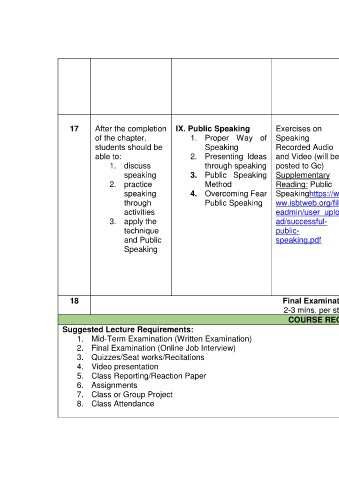 17
After the completion
of the chapter,
students should be
able to:
1. discuss
speaking
2. practice
speaking
through
activities
3. apply the
technique
and Public
Speaking
IX. Public Speaking
1. Proper Way of
Speaking
2. Presenting Ideas
through speaking
3. Public Speaking
Method
4. Overcoming Fear
Public Speaking
Exercises on
Speaking
Recorded Audio
and Video (will be
posted to Gc)
Supplementary
Reading: Public
Speakinghttps://w
ww.isbtweb.org/fil
eadmin/user_uplo
ad/successful-
public-
speaking.pdf
18
Final Examinat
2-3 mins. per st
COURSE REQ
Suggested Lecture Requirements:
1. Mid-Term Examination (Written Examination)
2. Final Examination (Online Job Interview)
3. Quizzes/Seat works/Recitations
4. Video presentation
5. Class Reporting/Reaction Paper
6. Assignments
7. Class or Group Project
8. Class Attendance